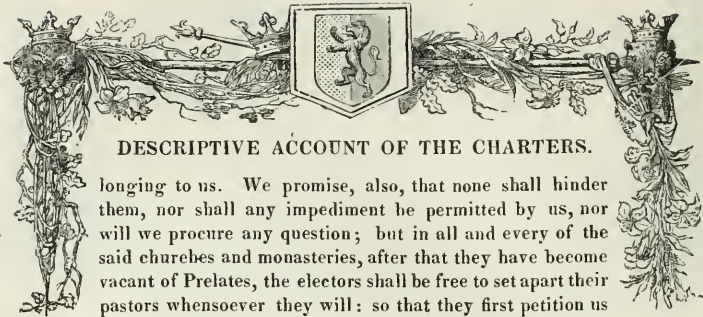 DESCRIPTIVE ACCOUNT OF THE CHARTERS.
longing to us. We promise, also, that none shall hinder
them, nor shall any impediment be permitted by us, nor
will we procure any question; but in all and every of the
said churches and monasteries, after that they have become
vacant of Prelates, the electors shall be free to set apart their
pastors whensoever they will: so that they first petition us